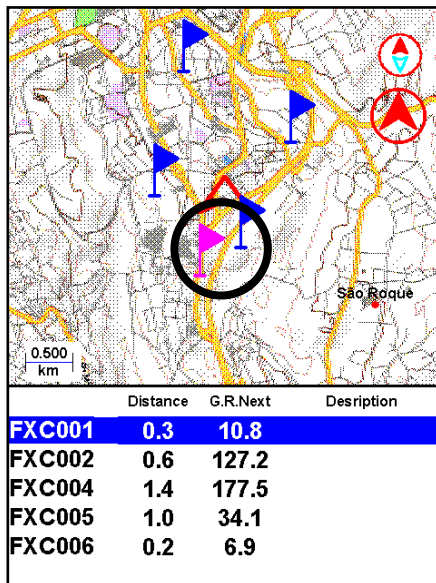 São Roque
0.500
km
Distance G.R.Next Desription
FXC001 0.3 10.8
FXC002 0.6 127.2
FXC004 1.4 177.5
FXC005 1.0 34.1
FXC006 0.2 6.9